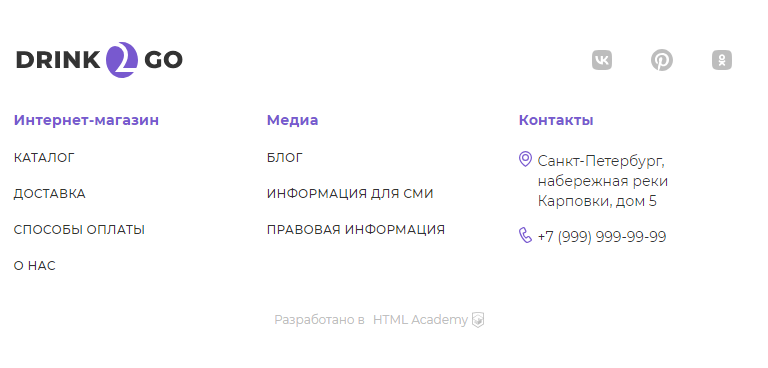 DRINK 2 GO
Интернет-магазин
КАТАЛОГ
ДОСТАВКА
СПОСОБЫ ОПЛАТЫ
О НАС
Медиа
БЛОГ
ИНФОРМАЦИЯ ДЛЯ СМИ
ПРАВОВАЯ ИНФОРМАЦИЯ
Контакты
Санкт-Петербург,
набережная реки
Карповки, дом 5
+7 (999) 999-99-99
Разработано в HTML Academy